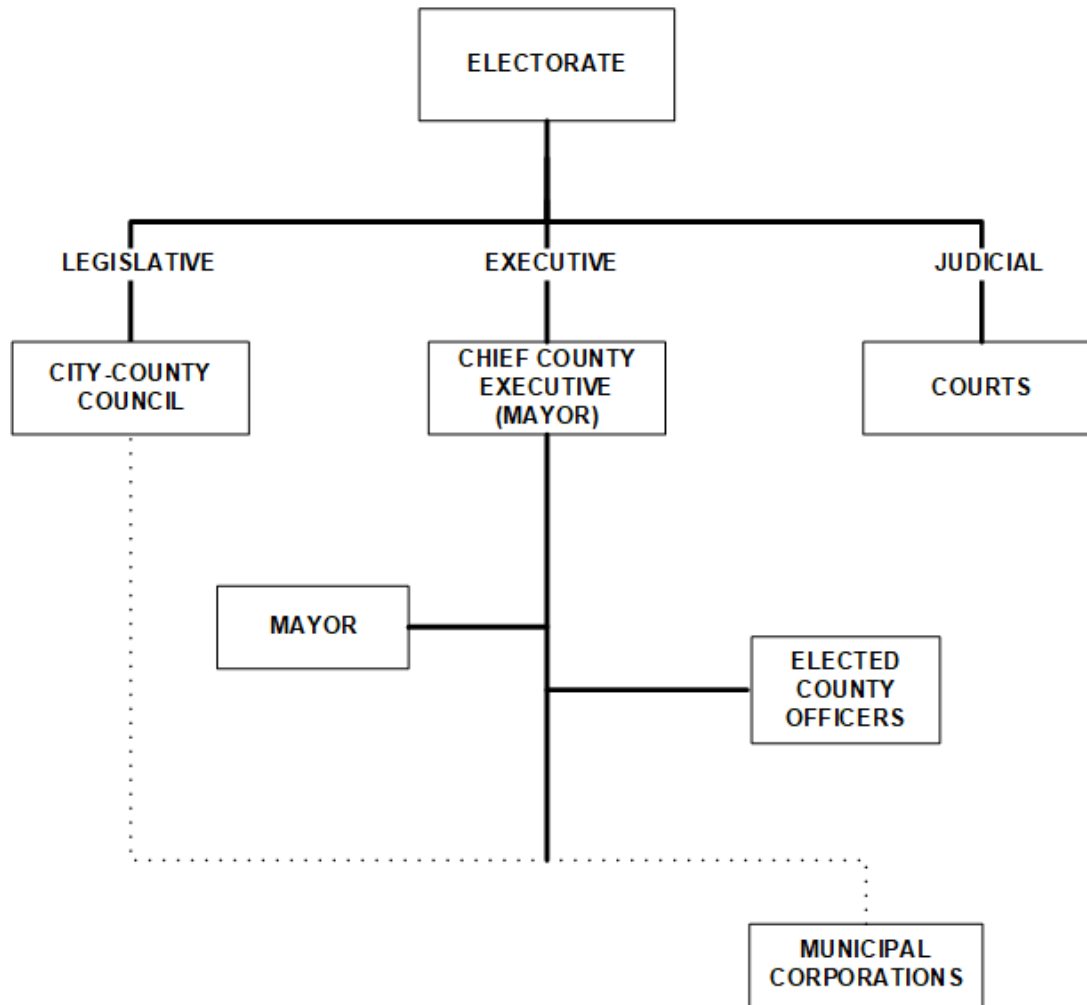 ELECTORATE
LEGISLATIVE
EXECUTIVE
JUDICIAL
CITY-COUNTY
COUNCIL
CHIEF COUNTY
EXECUTIVE
(MAYOR)
COURTS
MAYOR
ELECTED
COUNTY
OFFICERS
MUNICIPAL
CORPORATIONS